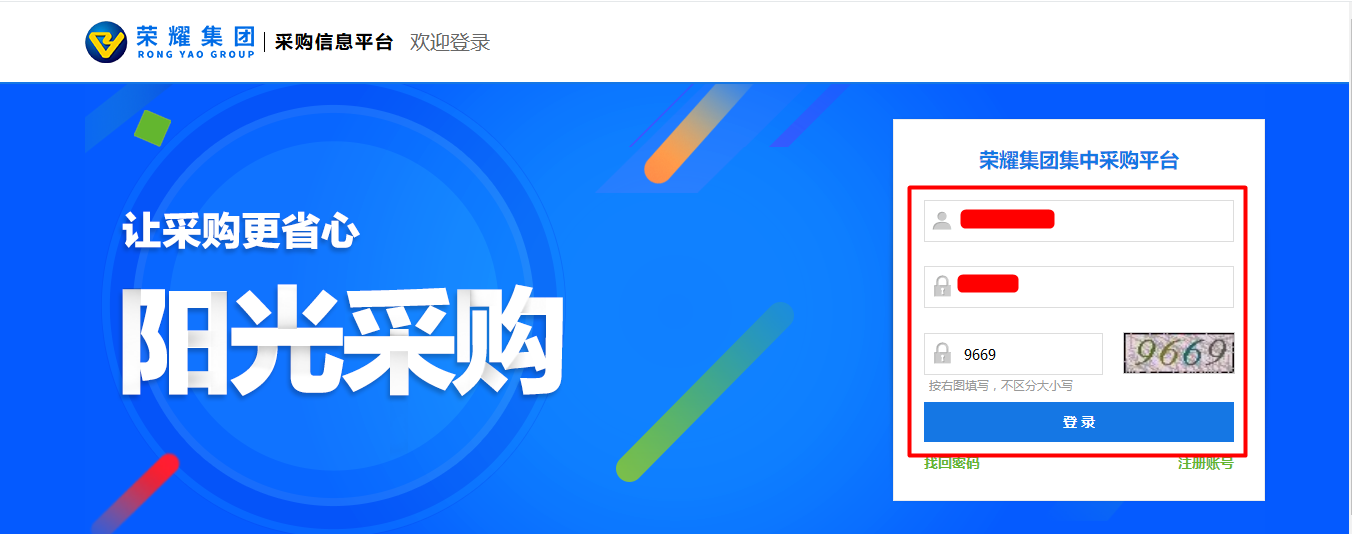 荣耀集团
RONG YAO GROUP
采购信息平台 欢迎登录
让采购更省心
阳光采购
荣耀集团集中采购平台
9669
9669
按右图填写，不区分大小写
登 录
找回密码
注册账号